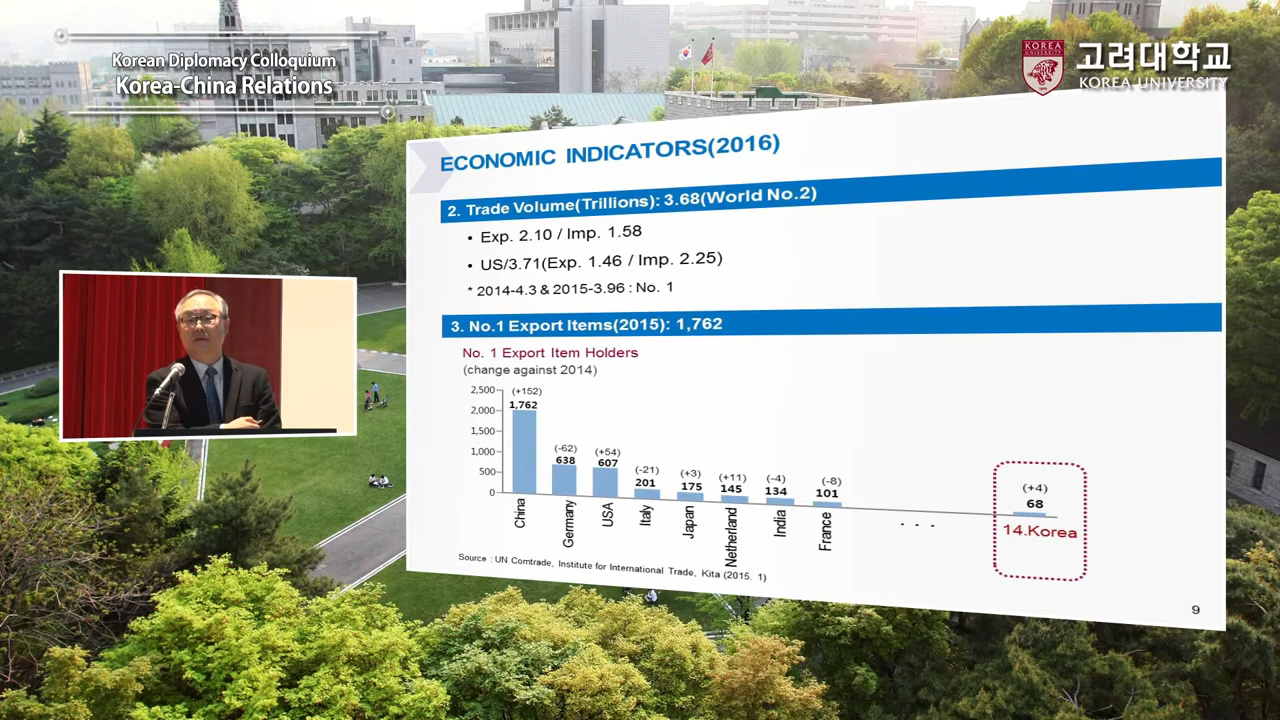 Korean Diplomacy Colloquium
Korea-China Relations
KOREA
UNIVERSITY
고려대학교
KOREA UNIVERSITY
ECONOMIC INDICATORS(2016)
2. Trade Volume(Trillions): 3.68(World No.2)
• Exp. 2.10 / Imp. 1.58
• US/3.71(Exp. 1.46 / Imp. 2.25)
* 2014-4.3 & 2015-3.96 : No. 1
3. No.1 Export Items(2015): 1,762
No. 1 Export Item Holders
(change against 2014)
2,500
2,000
1,500
1,000
500
0
(+152)
1,762
(-62)
638
(+54)
607
(-21)
201
(+3)
175
(+11)
145
(-4)
134
(-8)
101
(+4)
68
China
Germany
USA
Italy
Japan
Netherland
India
France
. . .
14.Korea
Source : UN Comtrade, Institute for International Trade, Kita (2015. 1)
9